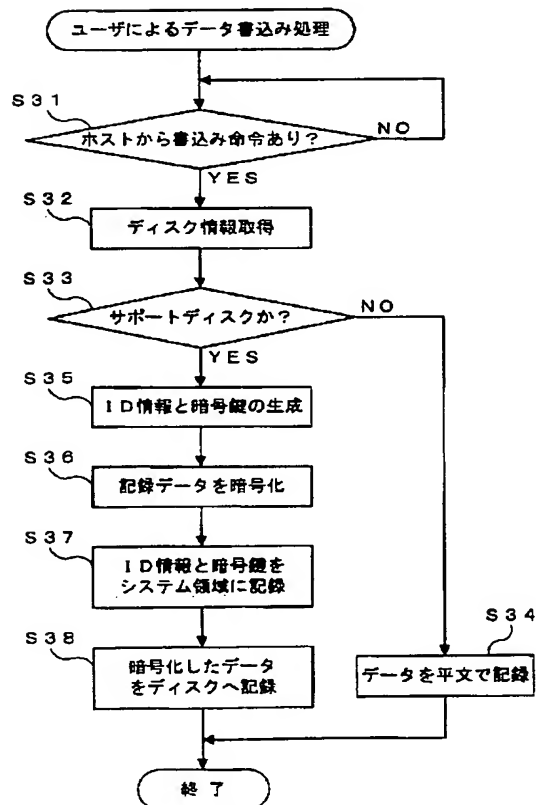 ユーザによるデータ書込み処理
S31
ホストから書込み命令あり?
NO
YES
S32
ディスク情報取得
S33
サポートディスクか?
NO
YES
S35
ID情報と暗号鍵の生成
S36
記録データを暗号化
S37
ID情報と暗号鍵を
システム領域に記録
S34
データを平文で記録
S38
暗号化したデータ
をディスクへ記録
終了